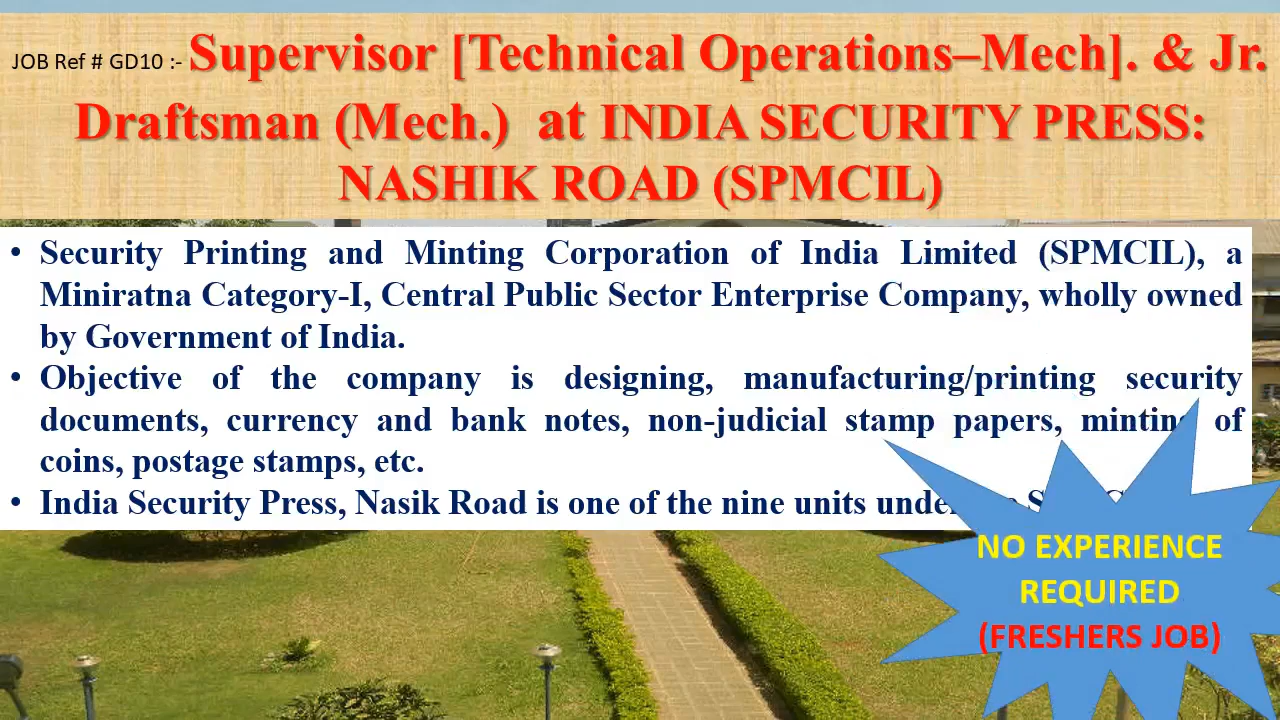 JOB Ref # GD10 :- Supervisor [Technical Operations–Mech]. & Jr.
Draftsman (Mech.) at INDIA SECURITY PRESS:
NASHIK ROAD (SPMCIL)
• Security Printing and Minting Corporation of India Limited (SPMCIL), a
Miniratna Category-I, Central Public Sector Enterprise Company, wholly owned
by Government of India.
• Objective of the company is designing, manufacturing/printing security
documents, currency and bank notes, non-judicial stamp papers, minting of
coins, postage stamps, etc.
• India Security Press, Nasik Road is one of the nine units under
NO EXPERIENCE
REQUIRED
(FRESHERS JOB)